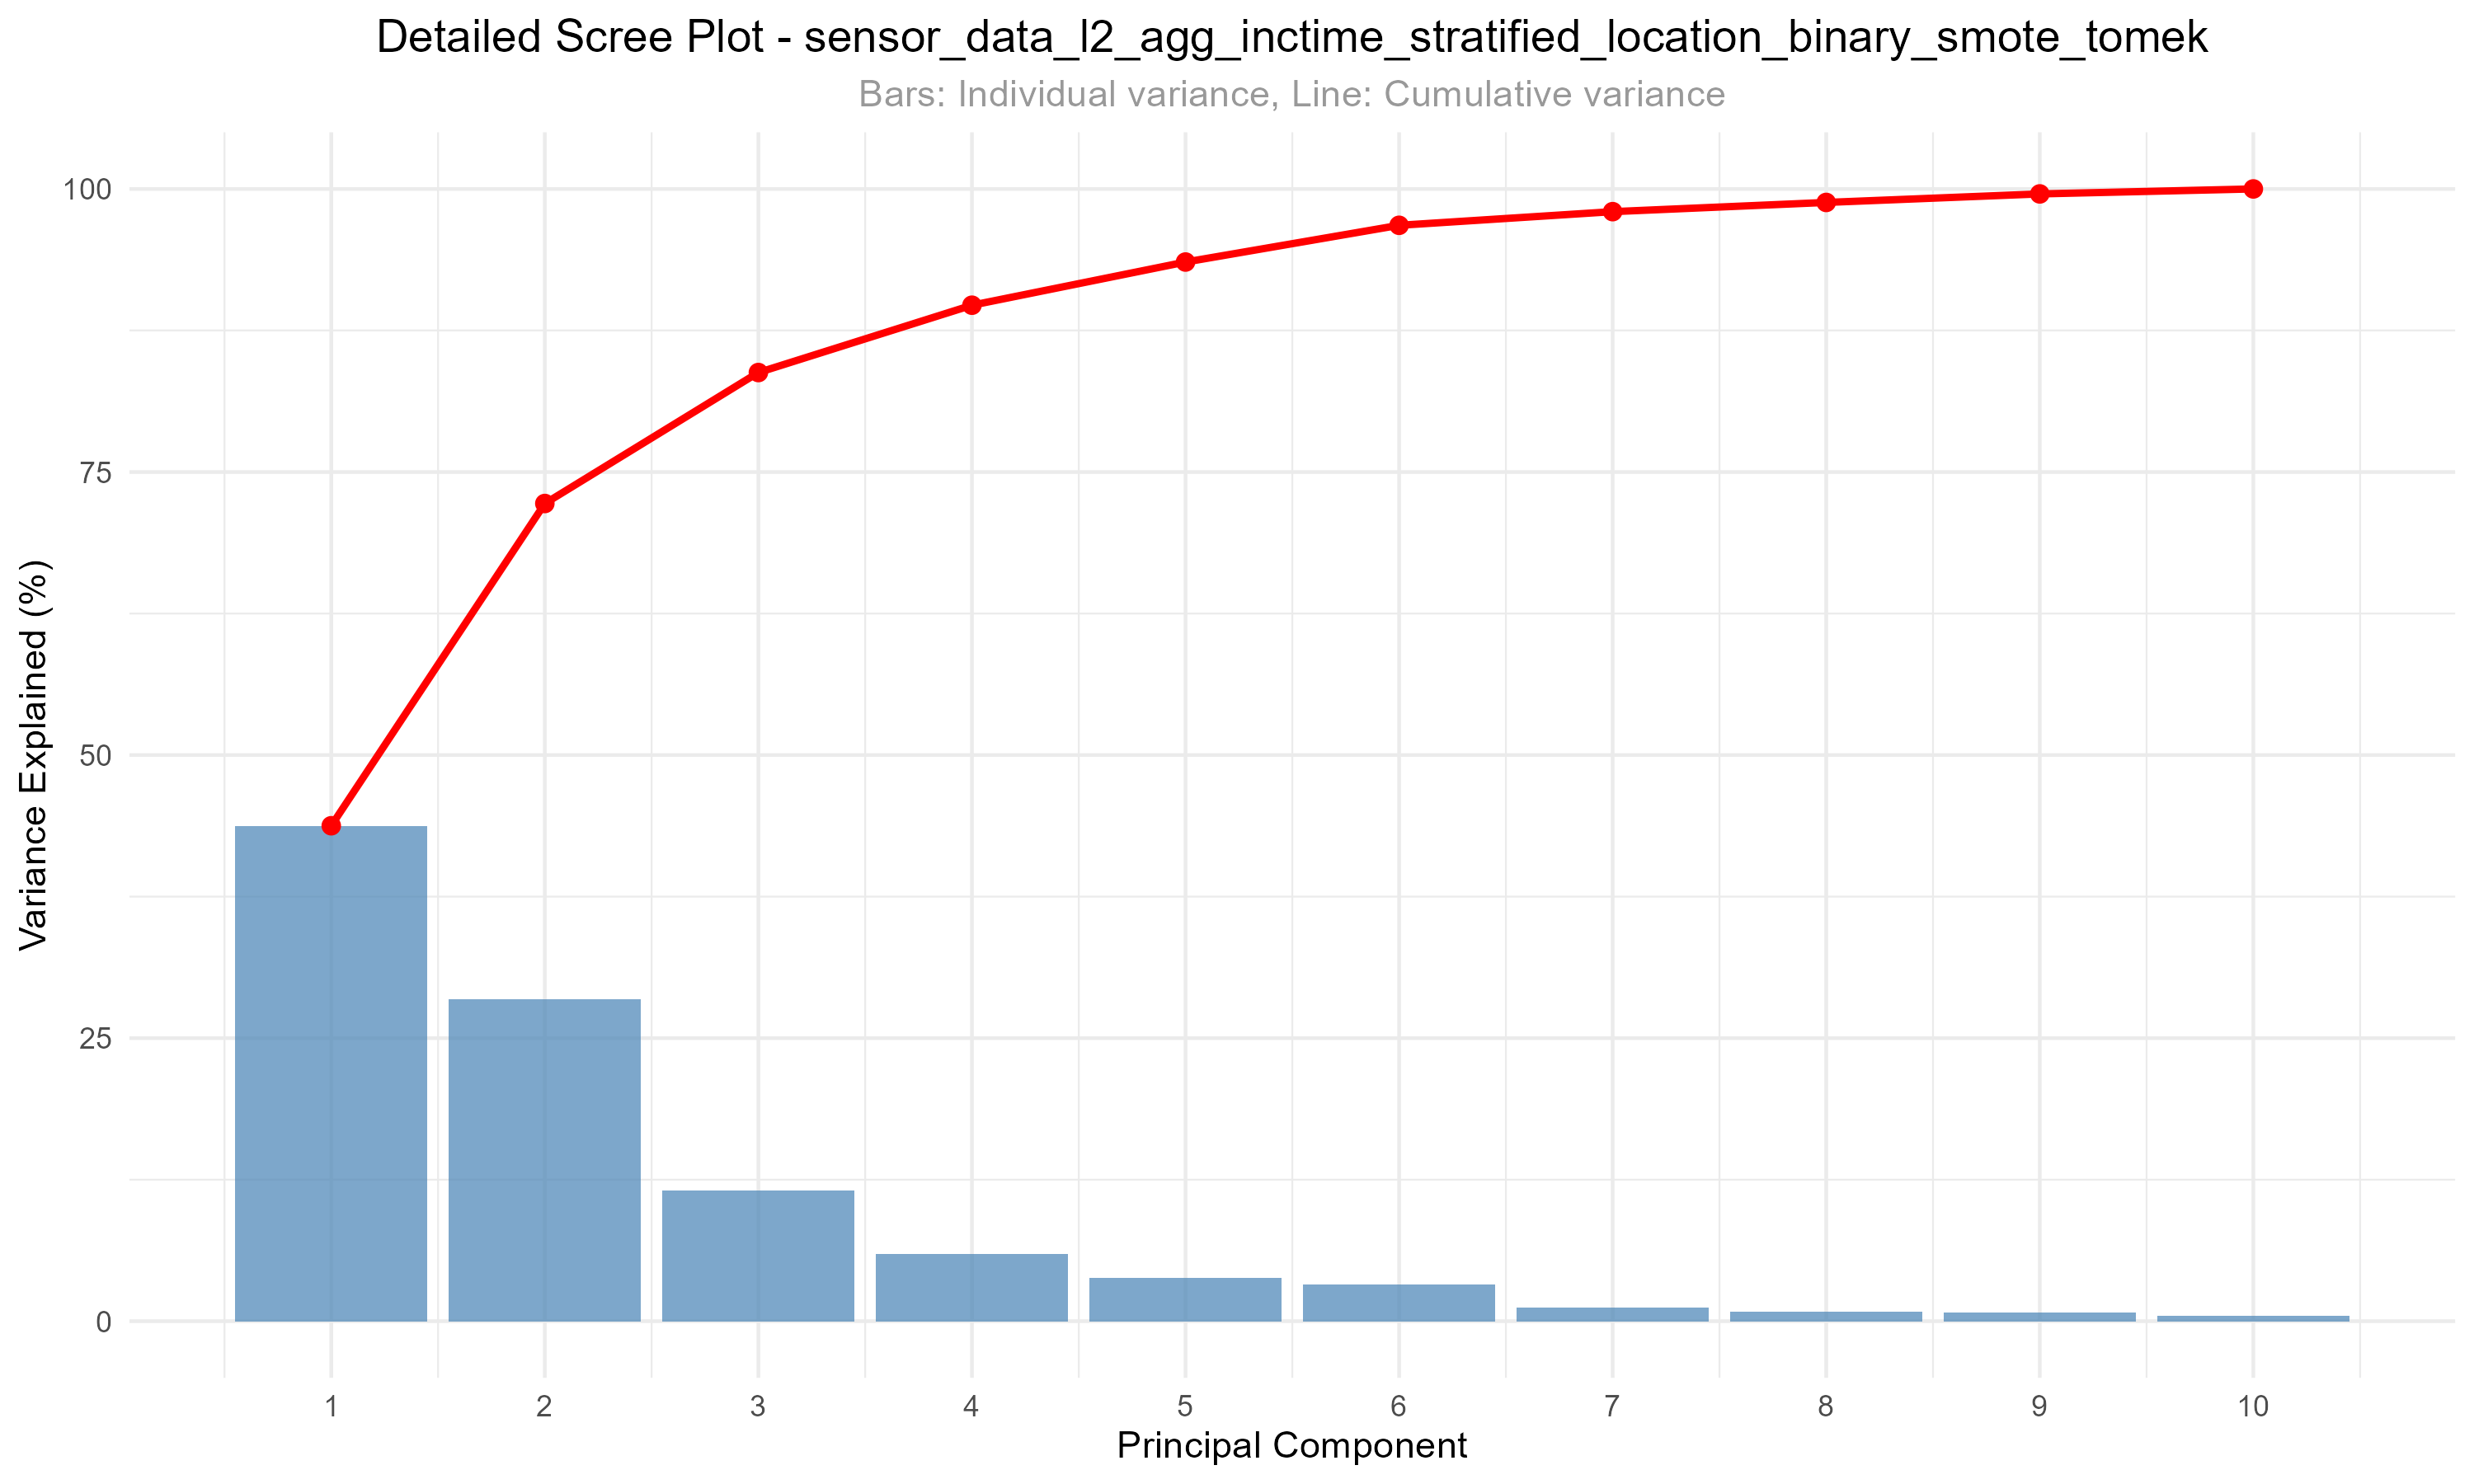 Detailed Scree Plot - sensor_data_l2_agg_inctime_stratified_location_binary_smote_tomek
Bars: Individual variance, Line: Cumulative variance
Variance Explained (%)
100
75
50
25
0
1 2 3 4 5 6 7 8 9 10
Principal Component